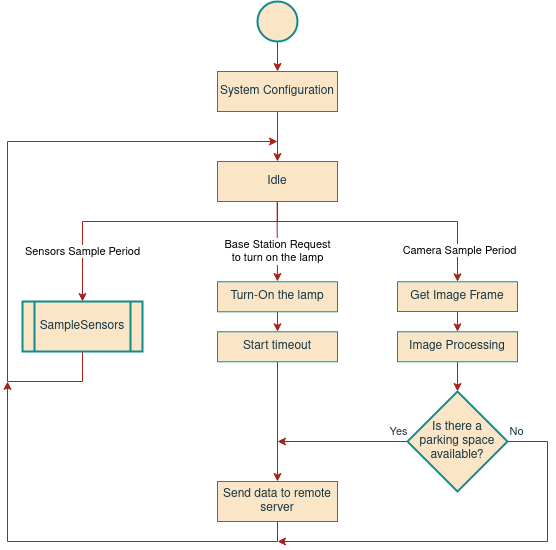 System Configuration
Idle
Sensors Sample Period
Base Station Request
to turn on the lamp
Camera Sample Period
SampleSensors
Turn-On the lamp
Get Image Frame
Start timeout
Image Processing
Yes
Is there a
parking space
available?
No
Send data to remote
server